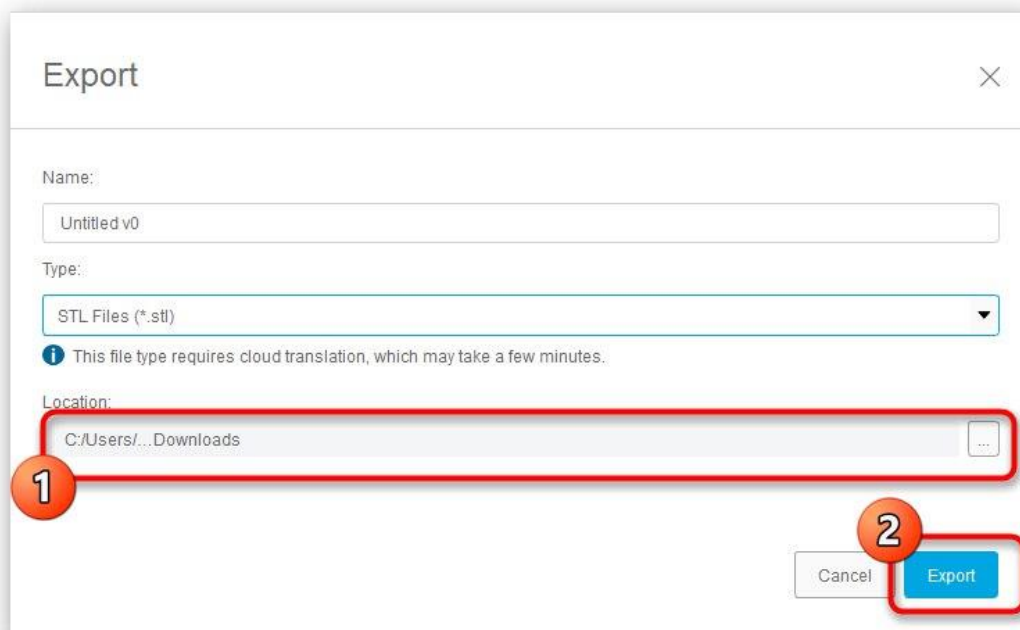 Export
Name:
Untitled v0
Type:
STL Files (*.stl)
This file type requires cloud translation, which may take a few minutes.
Location:
C:/Users/...Downloads
...
1
2
Cancel
Export